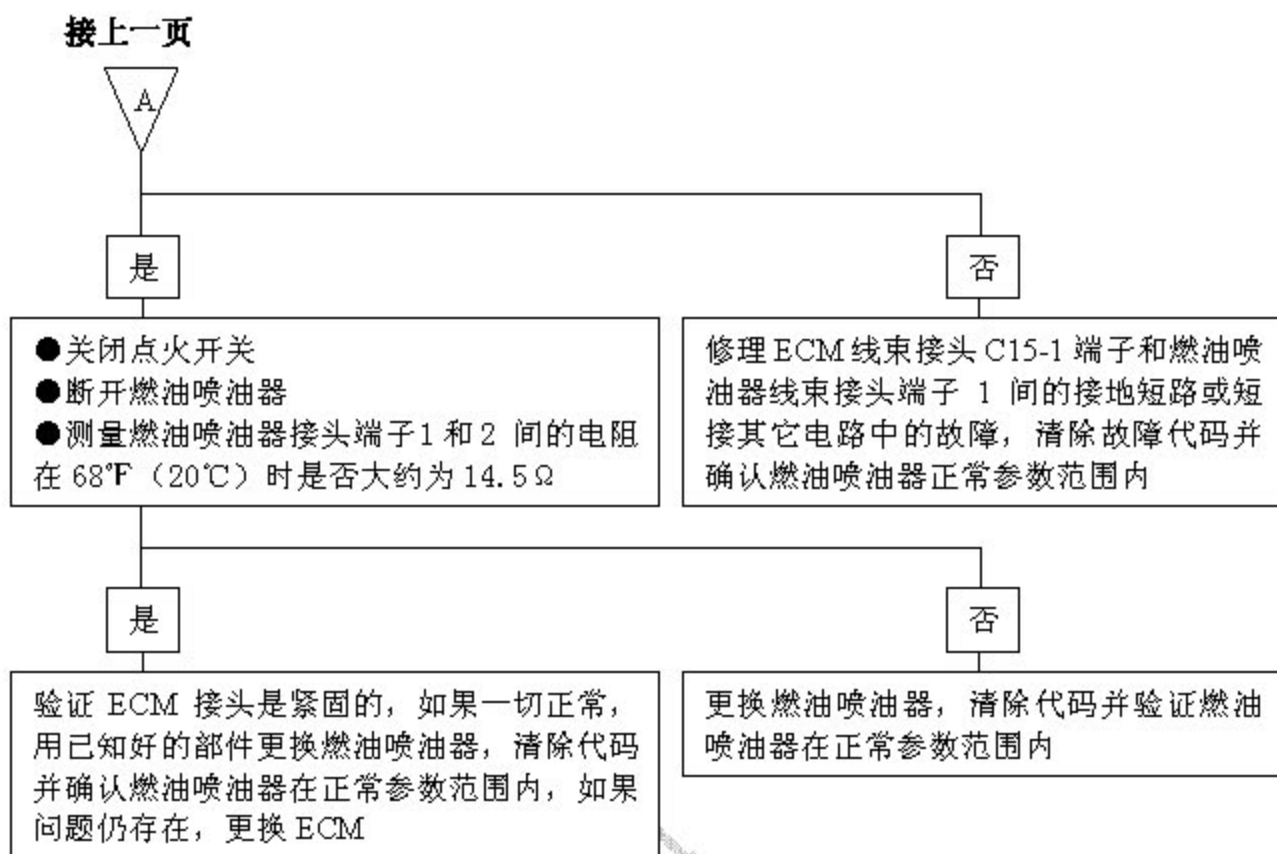 接上一页
A
是
否
●关闭点火开关
●断开燃油喷油器
●测量燃油喷油器接头端子1和2 间的电阻
在68℉(20℃)时是否大约为14.5Ω
修理ECM线束接头C15-1端子和燃油喷
油器线束接头端子 1 间的接地短路或短
接其它电路中的故障，清除故障代码并
确认燃油喷油器正常参数范围内
是
否
验证 ECM 接头是紧固的，如果一切正常，
用已知好的部件更换燃油喷油器，清除代码
并确认燃油喷油器在正常参数范围内，如果
问题仍存在，更换ECM
更换燃油喷油器，清除代码并验证燃油
喷油器在正常参数范围内